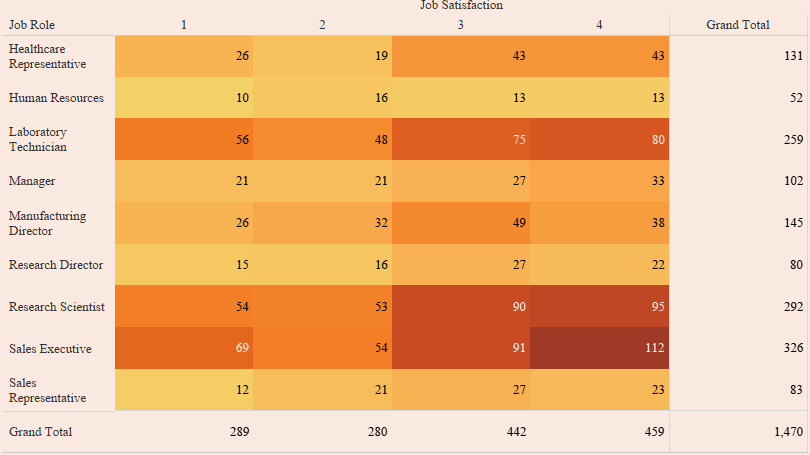 Job Satisfaction
Job Role 1 2 3 4 Grand Total
Healthcare
Representative 26 19 43 43 131
Human Resources 10 16 13 13 52
Laboratory
Technician 56 48 75 80 259
Manager 21 21 27 33 102
Manufacturing
Director 26 32 49 38 145
Research Director 15 16 27 22 80
Research Scientist 54 53 90 95 292
Sales Executive 69 54 91 112 326
Sales
Representative 12 21 27 23 83
Grand Total 289 280 442 459 1,470